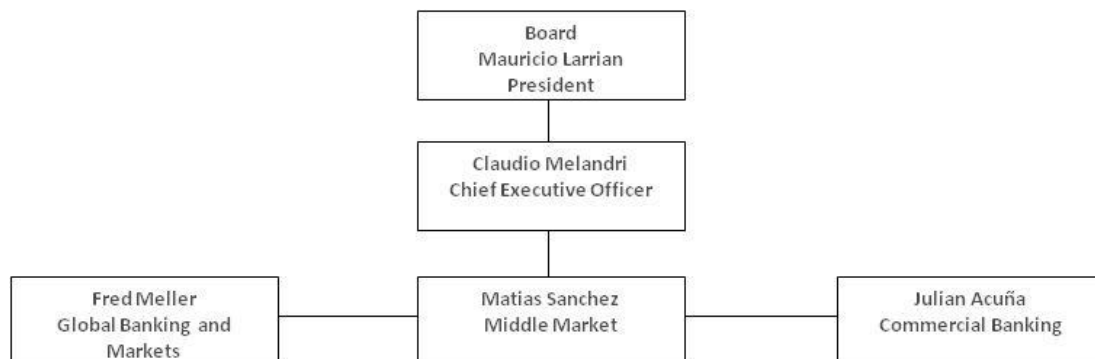 Board
Mauricio Larrian
President
Claudio Melandri
Chief Executive Officer
Fred Meller
Global Banking and
Markets
Matias Sanchez
Middle Market
Julian Acuña
Commercial Banking